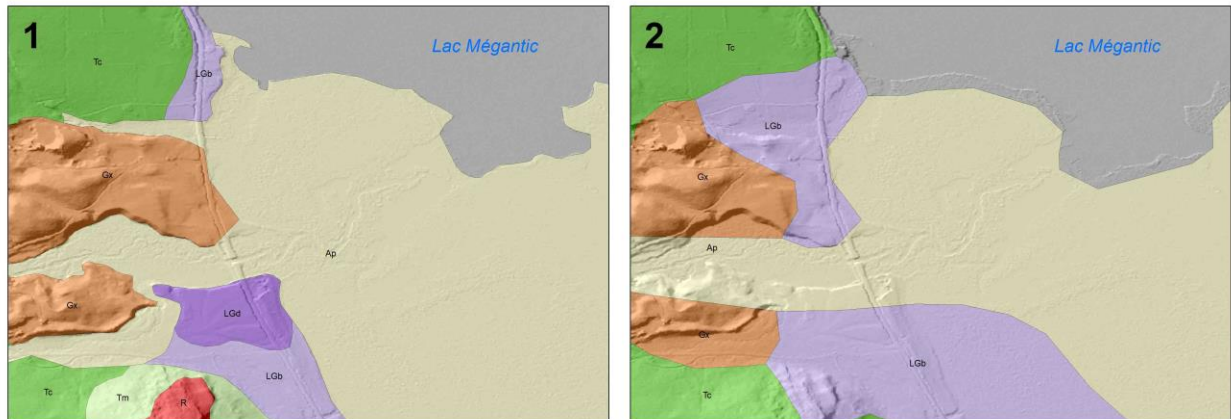 1
Lac Mégantic
Tc
LGb
Gx
Ap
Gx
LGd
LGb
Tc
Tm
R
2
Lac Mégantic
Tc
LGb
Gx
Ap
Gx
LGb
Tc